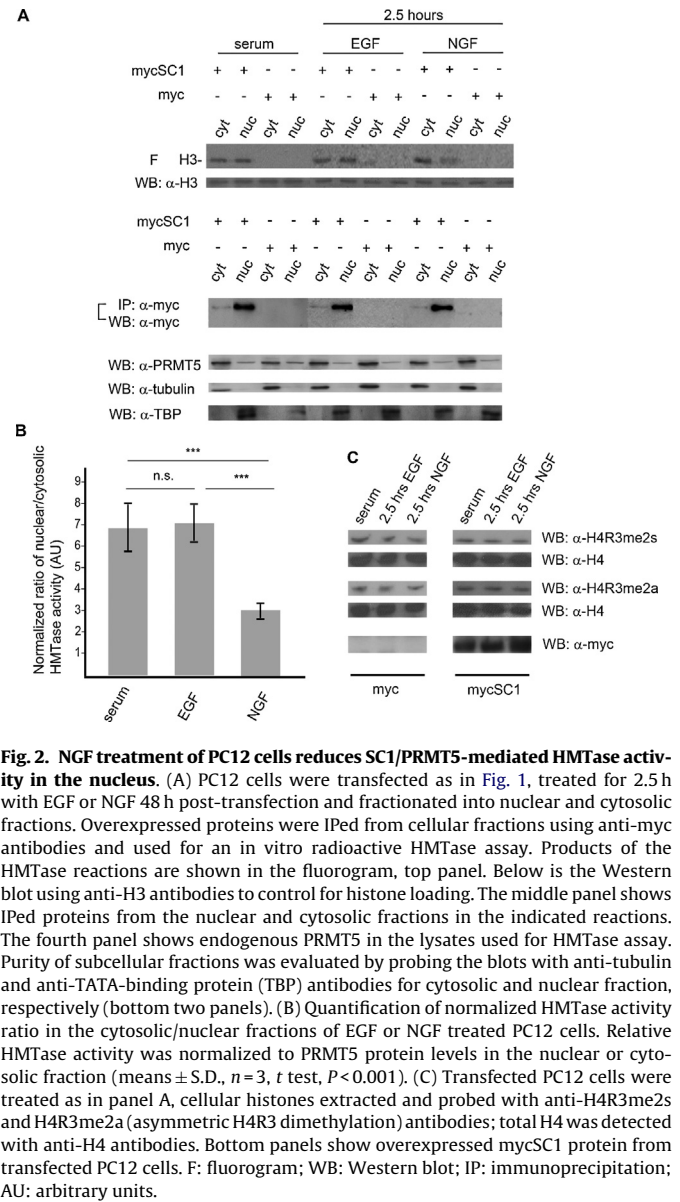 A
2.5 hours
serum EGF NGF
mycSC1 + + - - + + - - + + - -
myc - - + + - - + + - - + +
cyt nuc cyt nuc cyt nuc cyt nuc cyt nuc cyt nuc
F H3-
WB: α-H3
mycSC1 + + - - + + - - + + - -
myc - - + + - - + + - - + +
cyt nuc cyt nuc cyt nuc cyt nuc cyt nuc cyt nuc
IP: α-myc
WB: α-myc
WB: α-PRMT5
WB: α-tubulin
WB: α-TBP
B
Normalized ratio of nuclear/cytosolic
HMTase activity (AU)
***
n.s. ***
9
8
7
6
5
4
3
2
1
serum EGF NGF
C
serum 2.5 hrs EGF 2.5 hrs NGF serum 2.5 hrs EGF 2.5 hrs NGF
WB: α-H4R3me2s
WB: α-H4
WB: α-H4R3me2a
WB: α-H4
WB: α-myc
myc mycSC1
Fig. 2. NGF treatment of PC12 cells reduces SC1/PRMT5-mediated HMTase activ-
ity in the nucleus. (A) PC12 cells were transfected as in Fig. 1, treated for 2.5 h
with EGF or NGF 48 h post-transfection and fractionated into nuclear and cytosolic
fractions. Overexpressed proteins were IPed from cellular fractions using anti-myc
antibodies and used for an in vitro radioactive HMTase assay. Products of the
HMTase reactions are shown in the fluorogram, top panel. Below is the Western
blot using anti-H3 antibodies to control for histone loading. The middle panel shows
IPed proteins from the nuclear and cytosolic fractions in the indicated reactions.
The fourth panel shows endogenous PRMT5 in the lysates used for HMTase assay.
Purity of subcellular fractions was evaluated by probing the blots with anti-tubulin
and anti-TATA-binding protein (TBP) antibodies for cytosolic and nuclear fraction,
respectively (bottom two panels). (B) Quantification of normalized HMTase activity
ratio in the cytosolic/nuclear fractions of EGF or NGF treated PC12 cells. Relative
HMTase activity was normalized to PRMT5 protein levels in the nuclear or cyto-
solic fraction (means ± S.D., n = 3, t test, P < 0.001). (C) Transfected PC12 cells were
treated as in panel A, cellular histones extracted and probed with anti-H4R3me2s
and H4R3me2a (asymmetric H4R3 dimethylation) antibodies; total H4 was detected
with anti-H4 antibodies. Bottom panels show overexpressed mycSC1 protein from
transfected PC12 cells. F: fluorogram; WB: Western blot; IP: immunoprecipitation;
AU: arbitrary units.